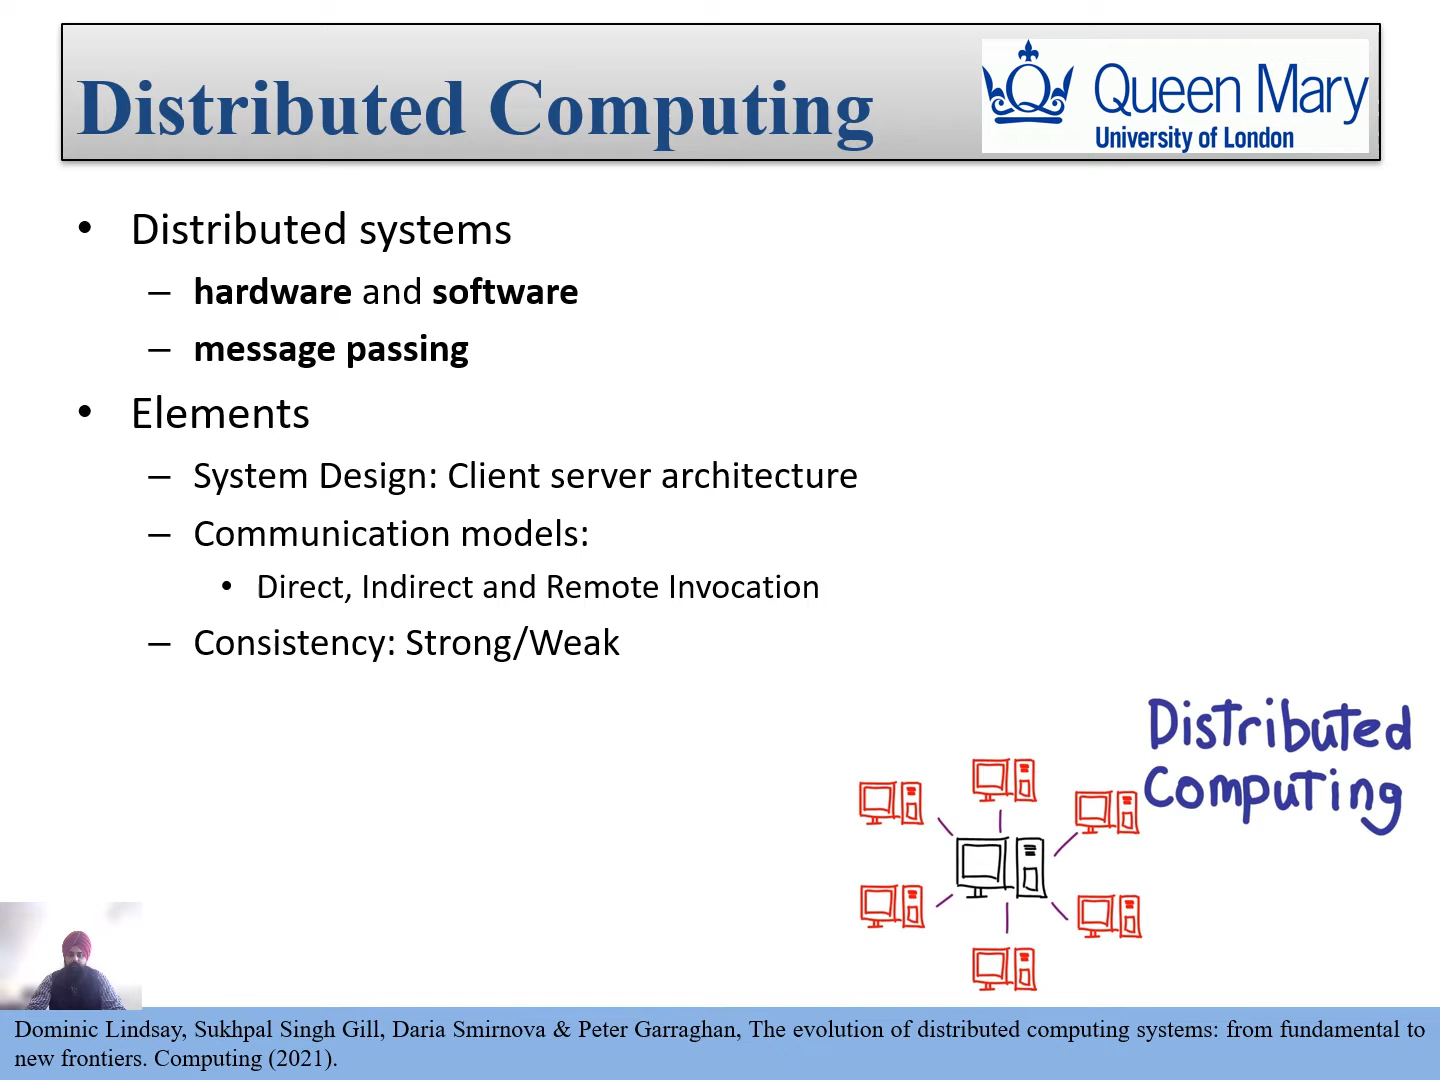 Distributed Computing
Queen Mary
University of London
• Distributed systems
– hardware and software
– message passing
• Elements
– System Design: Client server architecture
– Communication models:
• Direct, Indirect and Remote Invocation
– Consistency: Strong/Weak
Distributed
Computing
Dominic Lindsay, Sukhpal Singh Gill, Daria Smirnova & Peter Garraghan, The evolution of distributed computing systems: from fundamental to
new frontiers. Computing (2021).